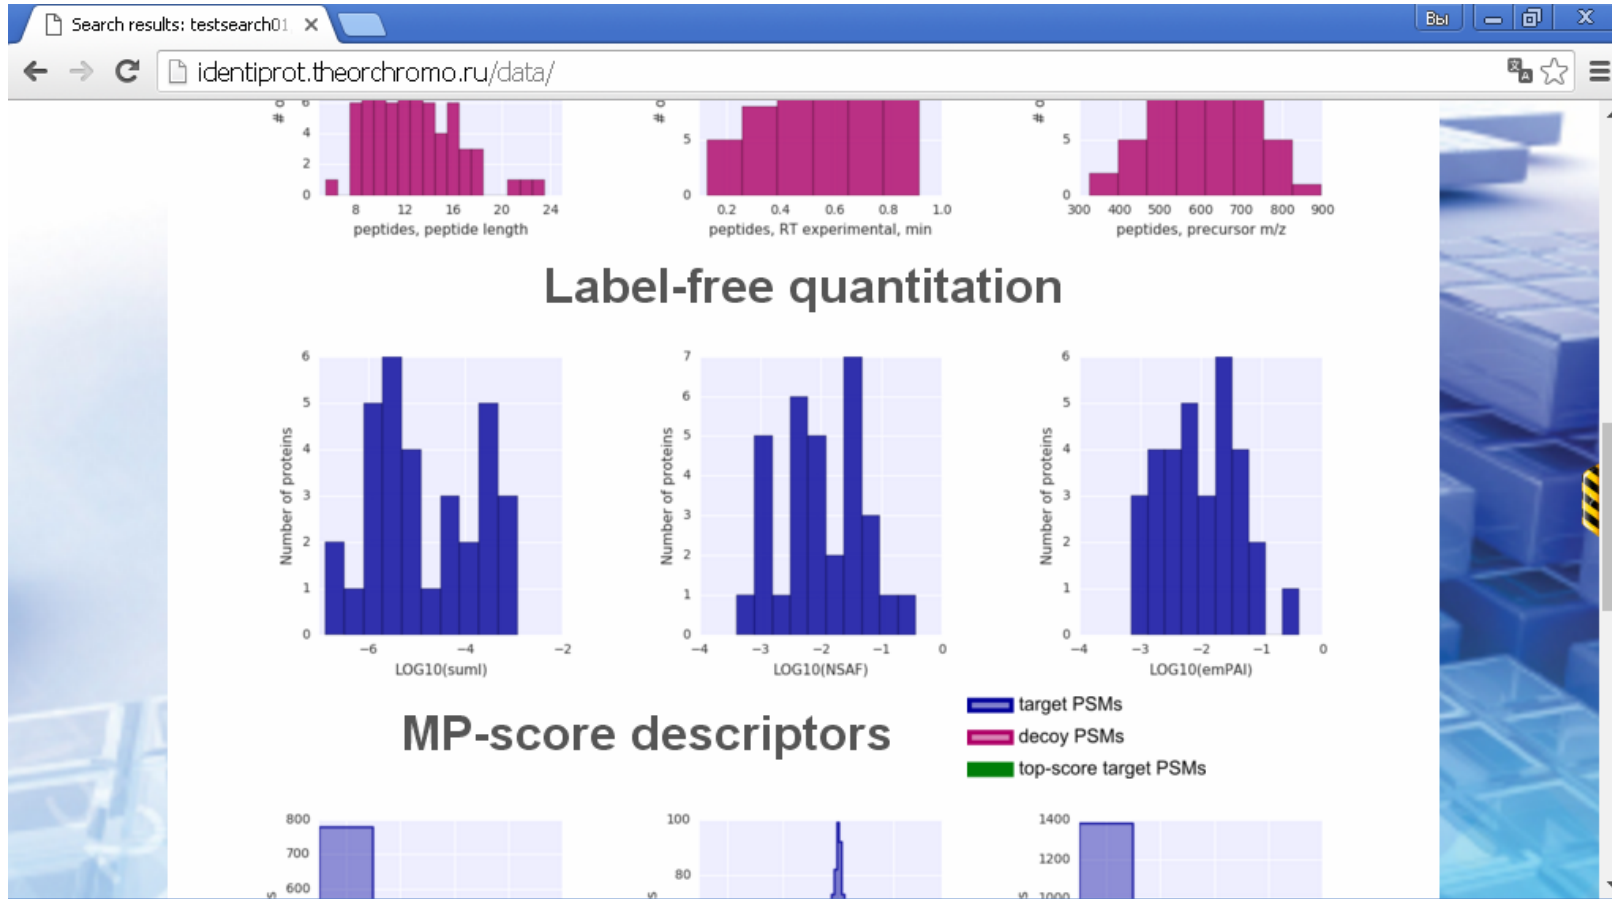 Search results: testsearch01
Вы
identiprot.theorchromo.ru/data/
6
4
2
0
8 12 16 20 24
peptides, peptide length
5
0
0.2 0.4 0.6 0.8 1.0
peptides, RT experimental, min
5
0
300 400 500 600 700 800 900
peptides, precursor m/z
Label-free quantitation
6
5
4
3
2
1
0
Number of proteins
−6 −4 −2
LOG10(sumI)
7
6
5
4
3
2
1
0
Number of proteins
−4 −3 −2 −1 0
LOG10(NSAF)
6
5
4
3
2
1
0
Number of proteins
−4 −3 −2 −1 0
LOG10(emPAI)
MP-score descriptors
target PSMs
decoy PSMs
top-score target PSMs
800
700
600
100
80
1400
1200
1000